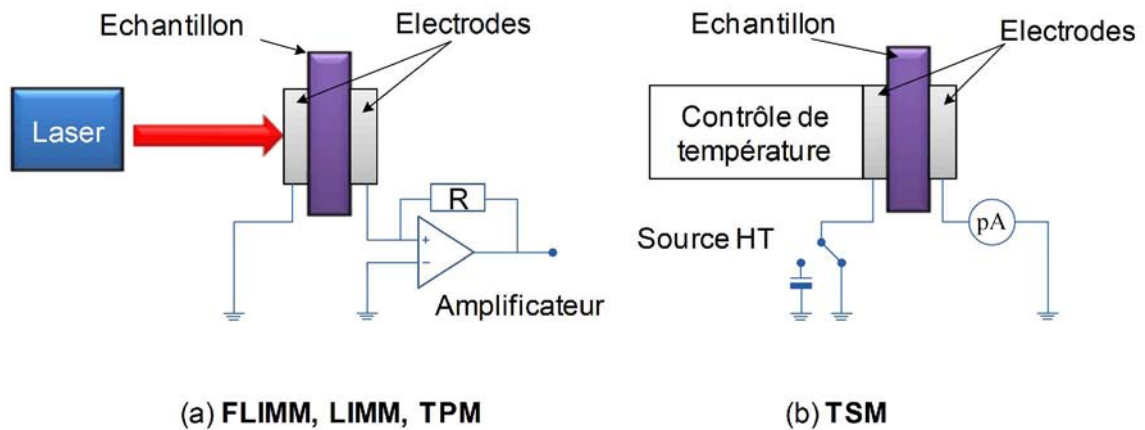 Echantillon
Electrodes
Laser
R
+
−
Amplificateur
(a) FLIMM, LIMM, TPM
Echantillon
Electrodes
Contrôle de
température
Source HT
pA
(b) TSM